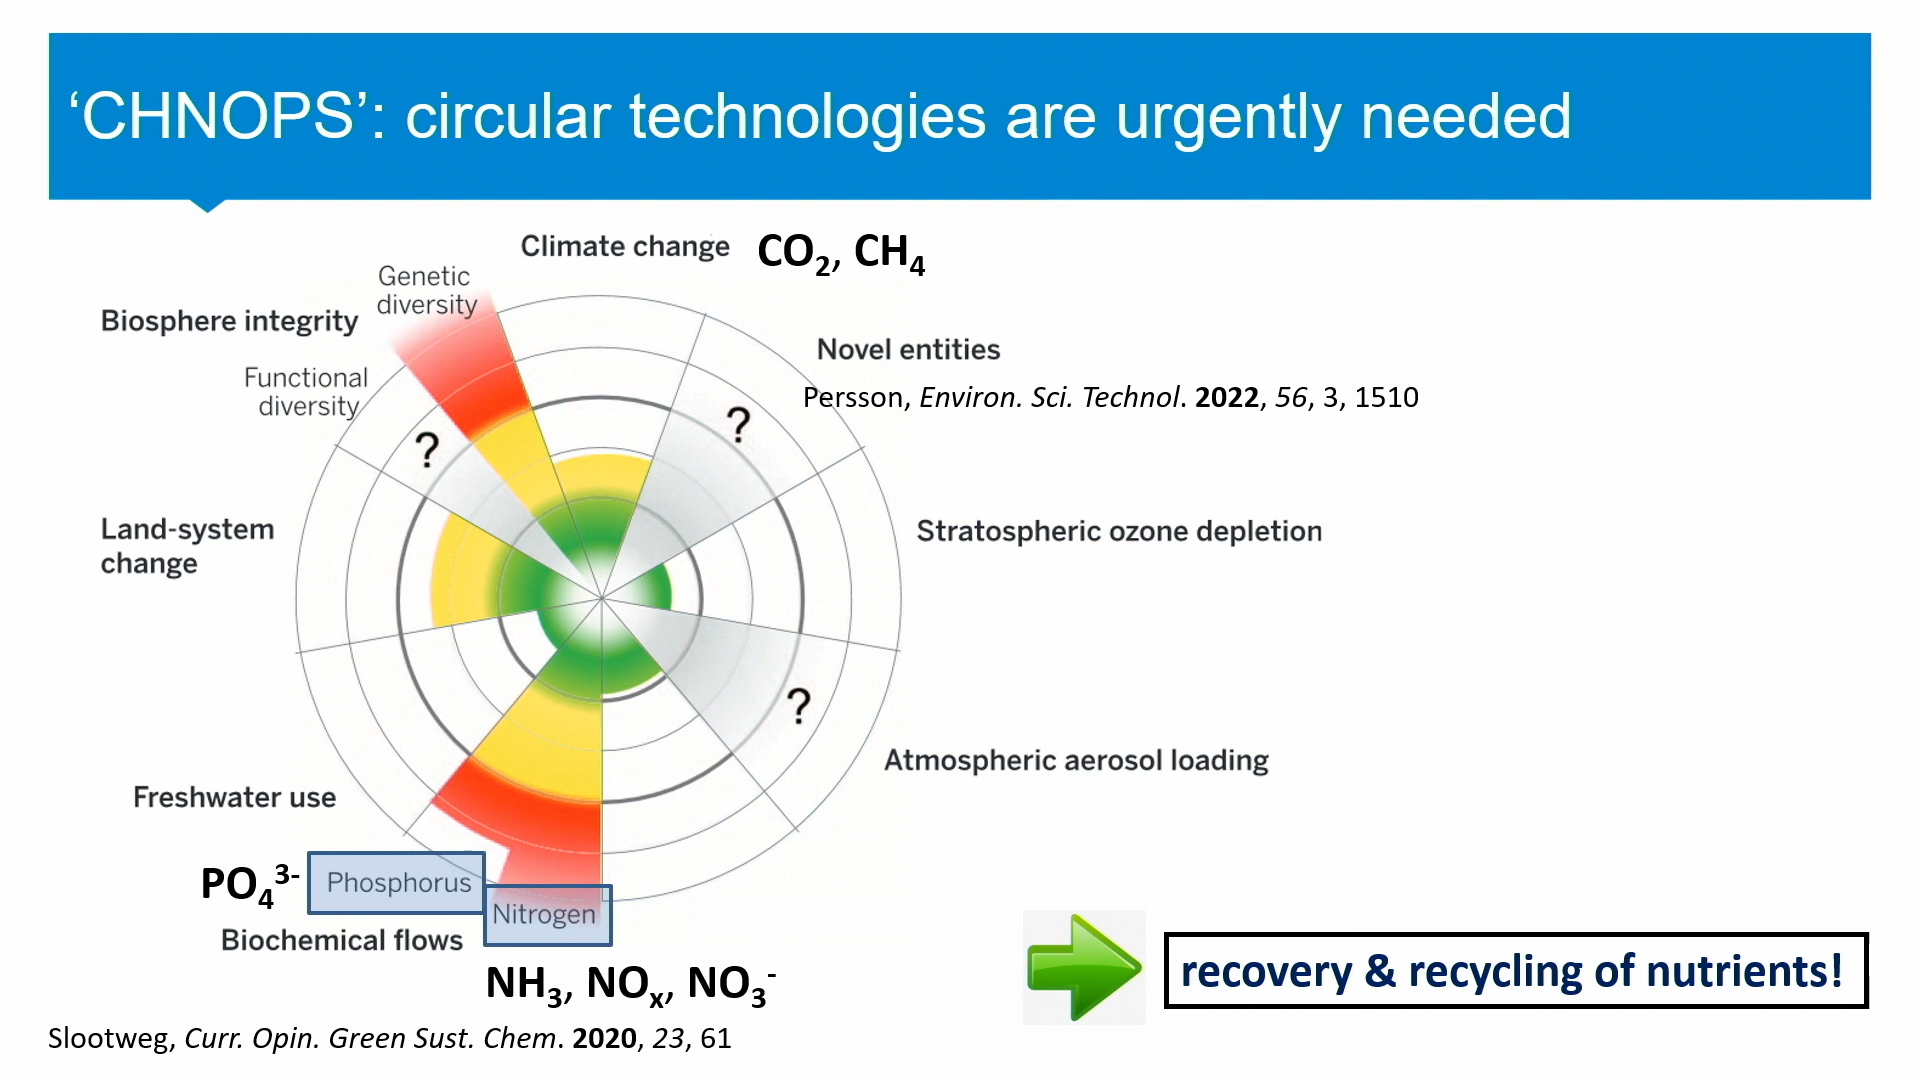 ‘CHNOPS’: circular technologies are urgently needed
Climate change
CO₂, CH₄
Genetic
diversity
Biosphere integrity
Novel entities
Functional
diversity
Persson, Environ. Sci. Technol. 2022, 56, 3, 1510
?
?
Land-system
change
Stratospheric ozone depletion
?
Atmospheric aerosol loading
Freshwater use
PO₄³⁻
Phosphorus
Nitrogen
Biochemical flows
NH₃, NOₓ, NO₃⁻
recovery & recycling of nutrients!
Slootweg, Curr. Opin. Green Sust. Chem. 2020, 23, 61